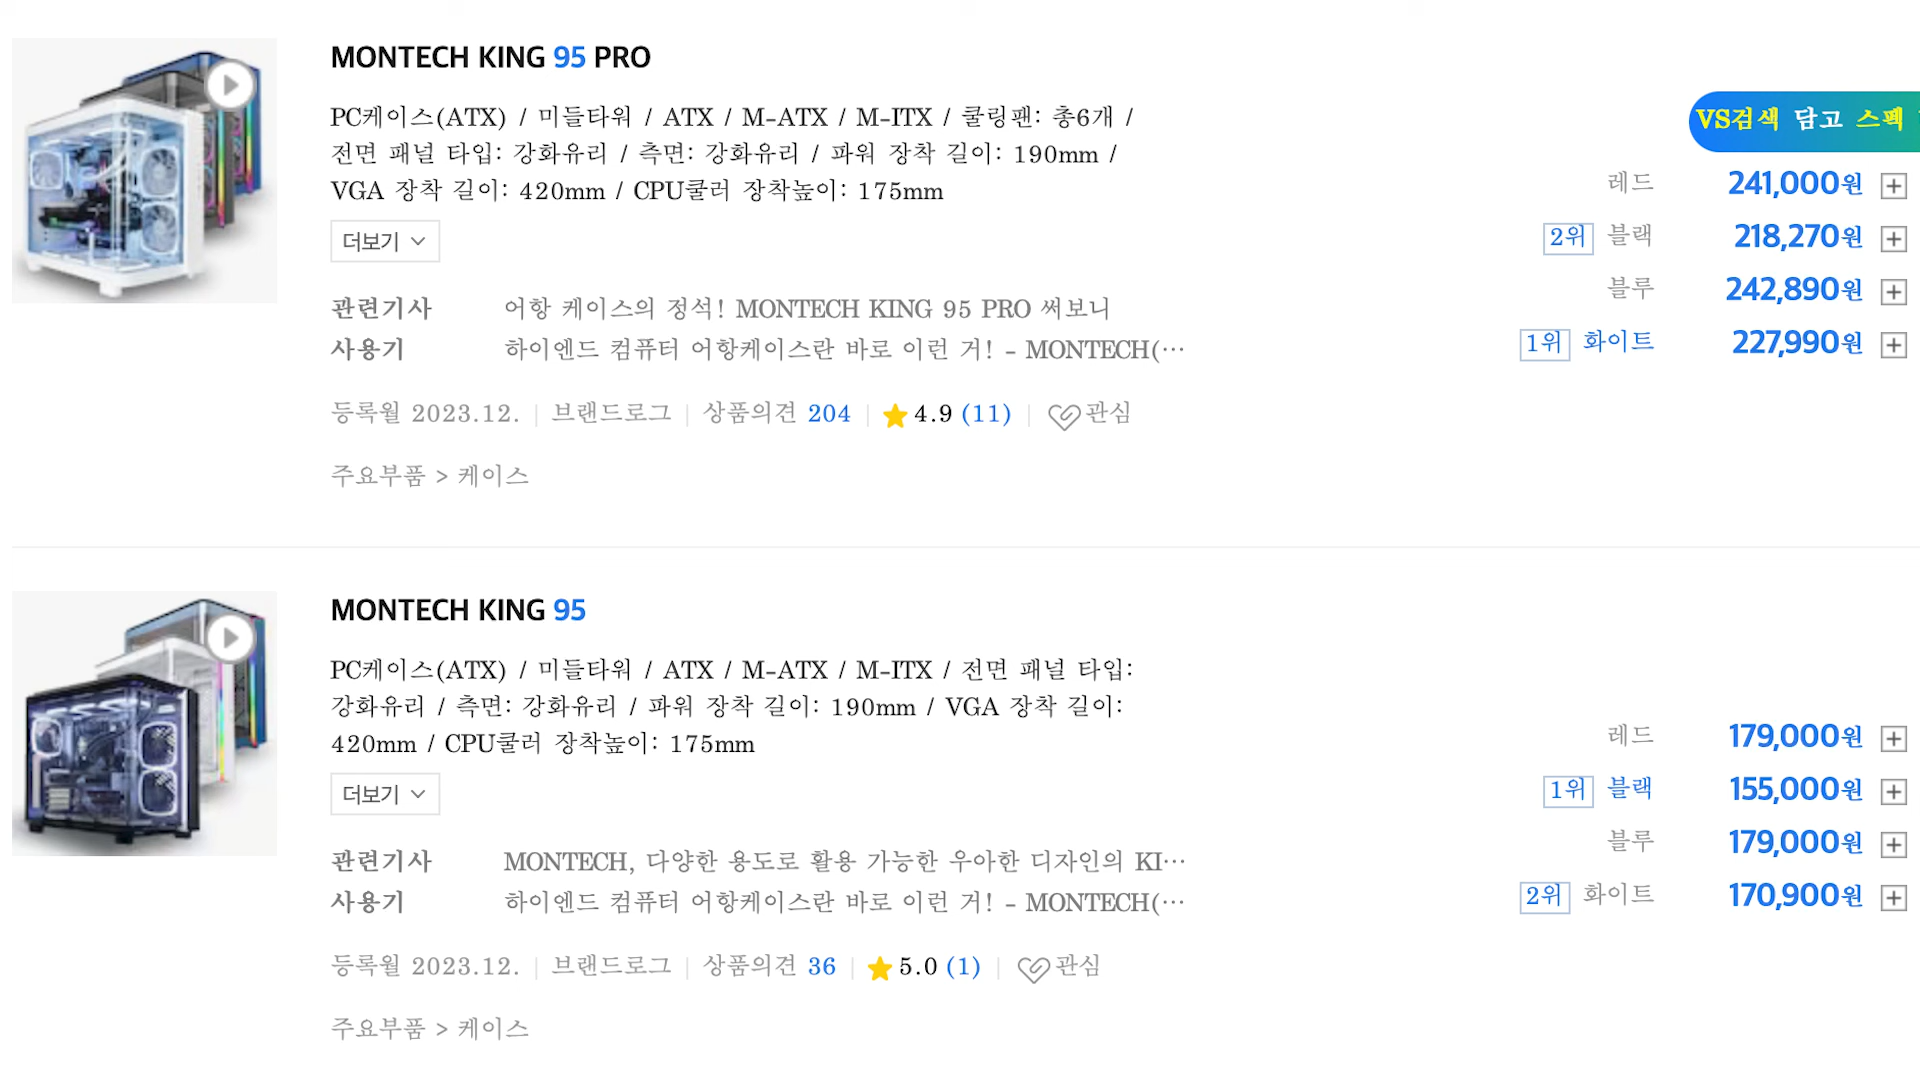 MONTECH KING 95 PRO
PC케이스(ATX) / 미들타워 / ATX / M-ATX / M-ITX / 쿨링팬: 총6개 /
전면 패널 타입: 강화유리 / 측면: 강화유리 / 파워 장착 길이: 190mm /
VGA 장착 길이: 420mm / CPU쿨러 장착높이: 175mm
더보기
관련기사 어항 케이스의 정석! MONTECH KING 95 PRO 써보니
사용기 하이엔드 컴퓨터 어항케이스란 바로 이런 거! - MONTECH(…
등록월 2023.12. 브랜드로그 상품의견 204 4.9 (11) 관심
주요부품 > 케이스
VS검색 담고 스펙
레드 241,000원
2위 블랙 218,270원
블루 242,890원
1위 화이트 227,990원
MONTECH KING 95
PC케이스(ATX) / 미들타워 / ATX / M-ATX / M-ITX / 전면 패널 타입:
강화유리 / 측면: 강화유리 / 파워 장착 길이: 190mm / VGA 장착 길이:
420mm / CPU쿨러 장착높이: 175mm
더보기
관련기사 MONTECH, 다양한 용도로 활용 가능한 우아한 디자인의 KI…
사용기 하이엔드 컴퓨터 어항케이스란 바로 이런 거! - MONTECH(…
등록월 2023.12. 브랜드로그 상품의견 36 5.0 (1) 관심
주요부품 > 케이스
레드 179,000원
1위 블랙 155,000원
블루 179,000원
2위 화이트 170,900원